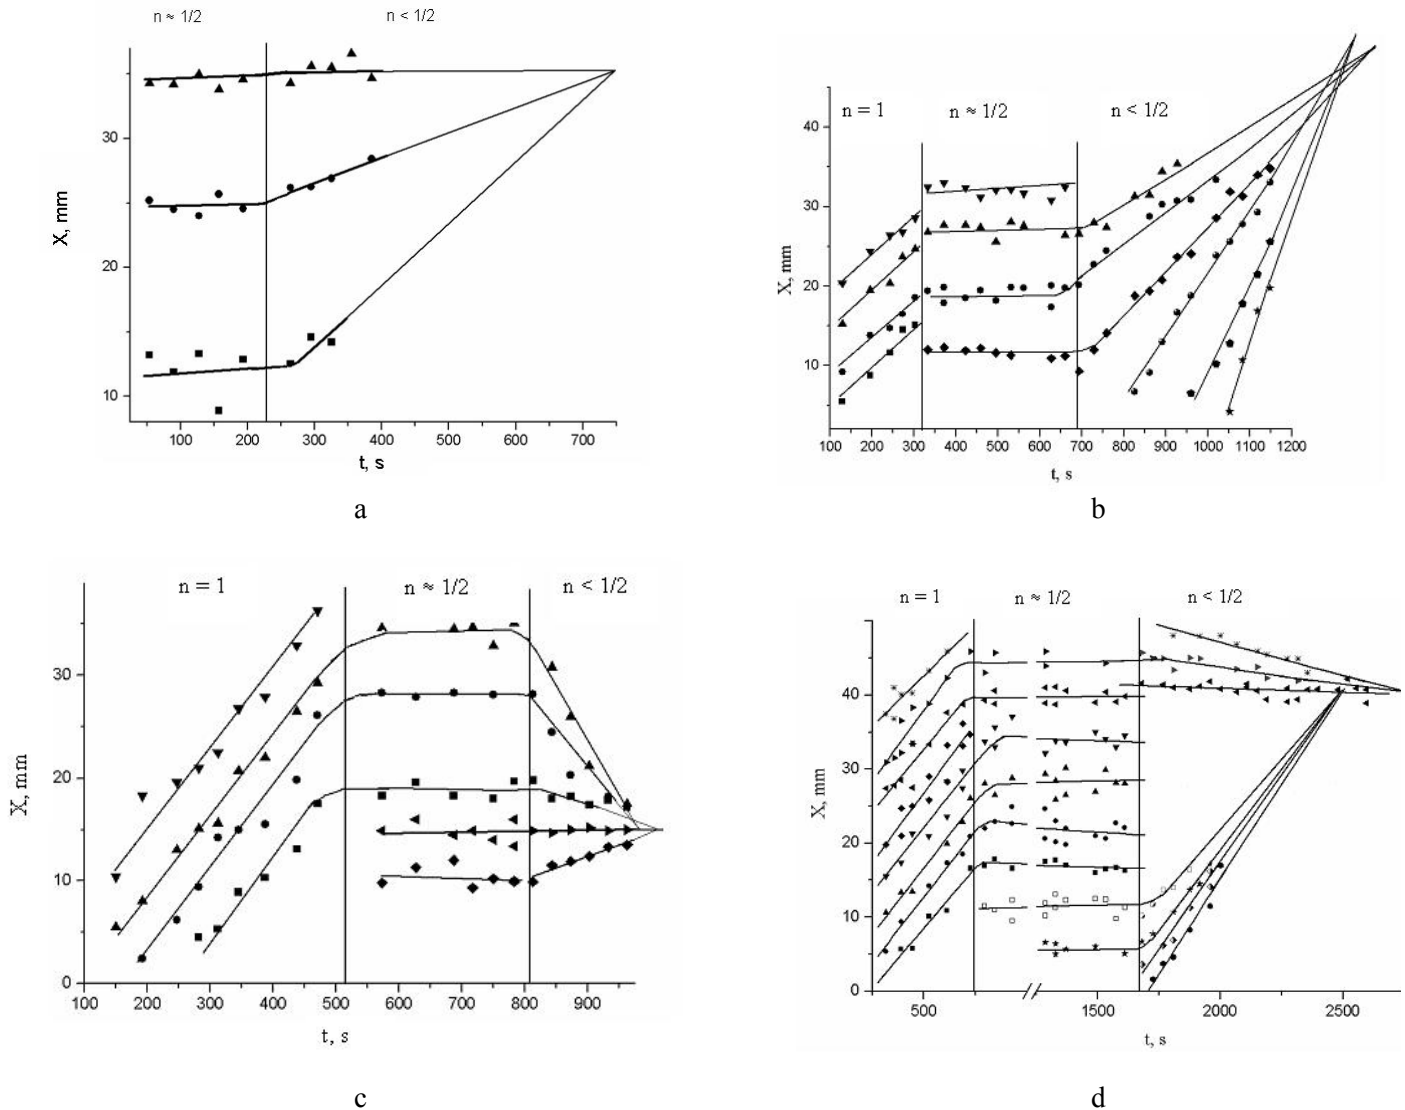 n ≈ 1/2 n < 1/2
30
20
10
X, mm
100 200 300 400 500 600 700
t, s
a
n = 1 n ≈ 1/2 n < 1/2
40
30
20
10
X, mm
100 200 300 400 500 600 700 800 900 1000 1100 1200
t, s
b
n = 1 n ≈ 1/2 n < 1/2
30
20
10
0
X, mm
100 200 300 400 500 600 700 800 900
t, s
c
n = 1 n ≈ 1/2 n < 1/2
50
40
30
20
10
0
X, mm
500 1500 2000 2500
t, s
d